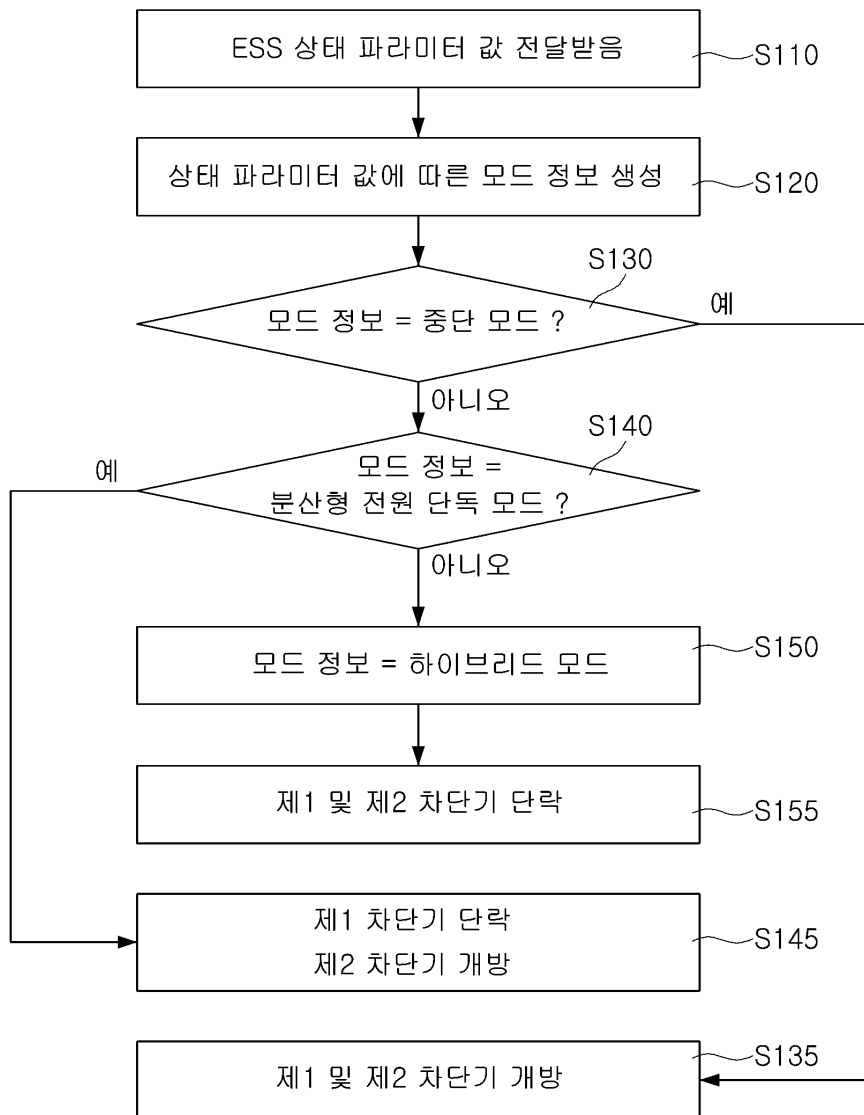 ESS 상태 파라미터 값 전달받음
S110
상태 파라미터 값에 따른 모드 정보 생성
S120
S130
모드 정보 = 중단 모드 ?
예
아니오
S140
예
모드 정보 =
분산형 전원 단독 모드 ?
아니오
모드 정보 = 하이브리드 모드
S150
제1 및 제2 차단기 단락
S155
제1 차단기 단락
제2 차단기 개방
S145
제1 및 제2 차단기 개방
S135